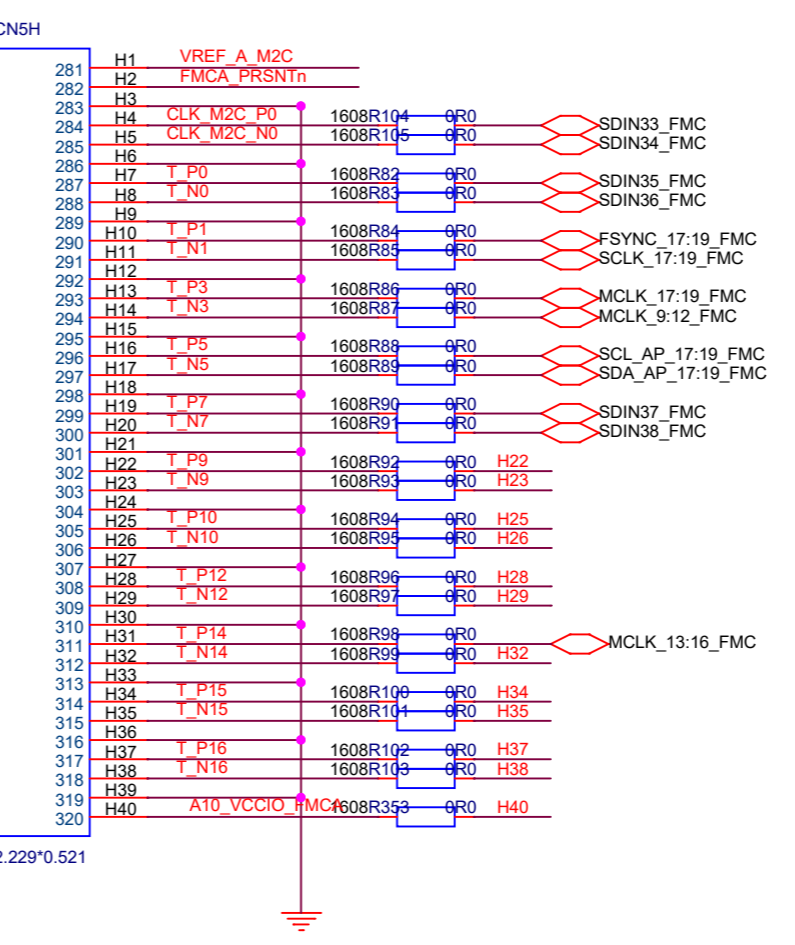 CN5H
281 H1 VREF_A_M2C
282 H2 FMCA_PRSNTn
283 H3
284 H4 CLK_M2C_P0 1608R104 0R0 SDIN33_FMC
285 H5 CLK_M2C_N0 1608R105 0R0 SDIN34_FMC
286 H6
287 H7 T_P0 1608R82 0R0 SDIN35_FMC
288 H8 T_N0 1608R83 0R0 SDIN36_FMC
289 H9
290 H10 T_P1 1608R84 0R0 FSYNC_17:19_FMC
291 H11 T_N1 1608R85 0R0 SCLK_17:19_FMC
292 H12
293 H13 T_P3 1608R86 0R0 MCLK_17:19_FMC
294 H14 T_N3 1608R87 0R0 MCLK_9:12_FMC
295 H15
296 H16 T_P5 1608R88 0R0 SCL_AP_17:19_FMC
297 H17 T_N5 1608R89 0R0 SDA_AP_17:19_FMC
298 H18
299 H19 T_P7 1608R90 0R0 SDIN37_FMC
300 H20 T_N7 1608R91 0R0 SDIN38_FMC
301 H21
302 H22 T_P9 1608R92 0R0 H22
303 H23 T_N9 1608R93 0R0 H23
304 H24
305 H25 T_P10 1608R94 0R0 H25
306 H26 T_N10 1608R95 0R0 H26
307 H27
308 H28 T_P12 1608R96 0R0 H28
309 H29 T_N12 1608R97 0R0 H29
310 H30
311 H31 T_P14 1608R98 0R0 MCLK_13:16_FMC
312 H32 T_N14 1608R99 0R0 H32
313 H33
314 H34 T_P15 1608R100 0R0 H34
315 H35 T_N15 1608R101 0R0 H35
316 H36
317 H37 T_P16 1608R102 0R0 H37
318 H38 T_N16 1608R103 0R0 H38
319 H39
320 H40 A10_VCCIO_FMCA 1608R353 0R0 H40
2.229*0.521